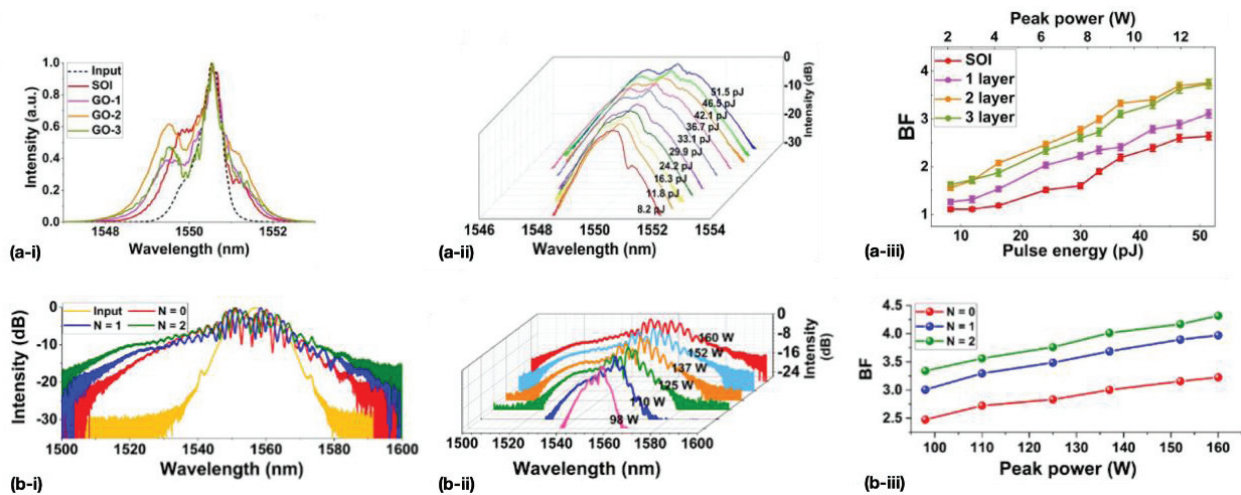 Intensity (a.u.)
1.0
0.8
0.6
0.4
0.2
0.0
Input
SOI
GO-1
GO-2
GO-3
1548 1550 1552
Wavelength (nm)
(a-i)
0
-10
-20
-30
Intensity (dB)
51.5 pJ
46.5 pJ
42.1 pJ
36.7 pJ
33.1 pJ
29.9 pJ
24.2 pJ
16.3 pJ
11.8 pJ
8.2 pJ
1546 1548 1550 1552 1554
Wavelength (nm)
(a-ii)
Peak power (W)
2 4 6 8 10 12
BF
4
3
2
1
SOI
1 layer
2 layer
3 layer
10 20 30 40 50
Pulse energy (pJ)
(a-iii)
Intensity (dB)
0
-10
-20
-30
Input N = 0
N = 1 N = 2
1500 1520 1540 1560 1580 1600
Wavelength (nm)
(b-i)
0
-8
-16
-24
Intensity (dB)
160 W
152 W
137 W
125 W
110 W
98 W
1500 1520 1540 1560 1580 1600
Wavelength (nm)
(b-ii)
BF
4.5
4.0
3.5
3.0
2.5
N = 0
N = 1
N = 2
100 110 120 130 140 150 160
Peak power (W)
(b-iii)